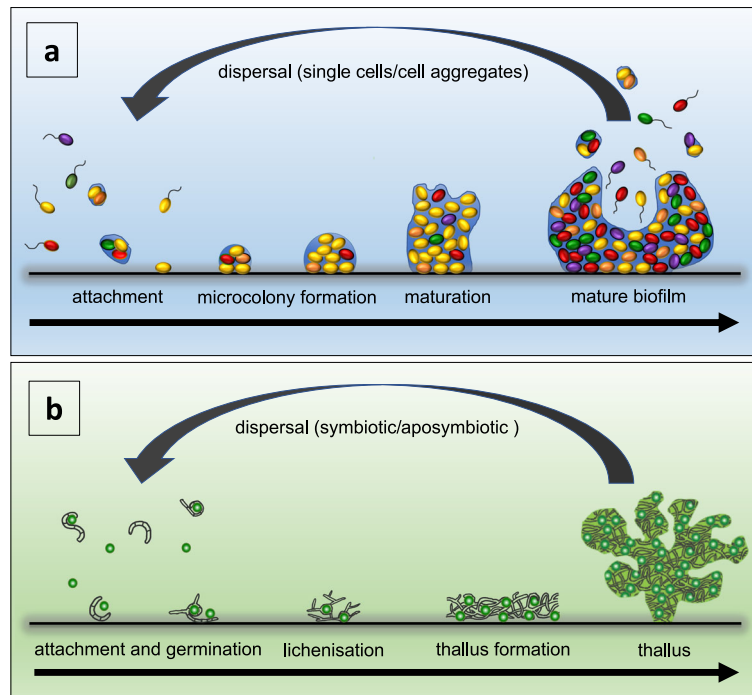 a
dispersal (single cells/cell aggregates)
attachment
microcolony formation
maturation
mature biofilm
b
dispersal (symbiotic/aposymbiotic )
attachment and germination
lichenisation
thallus formation
thallus